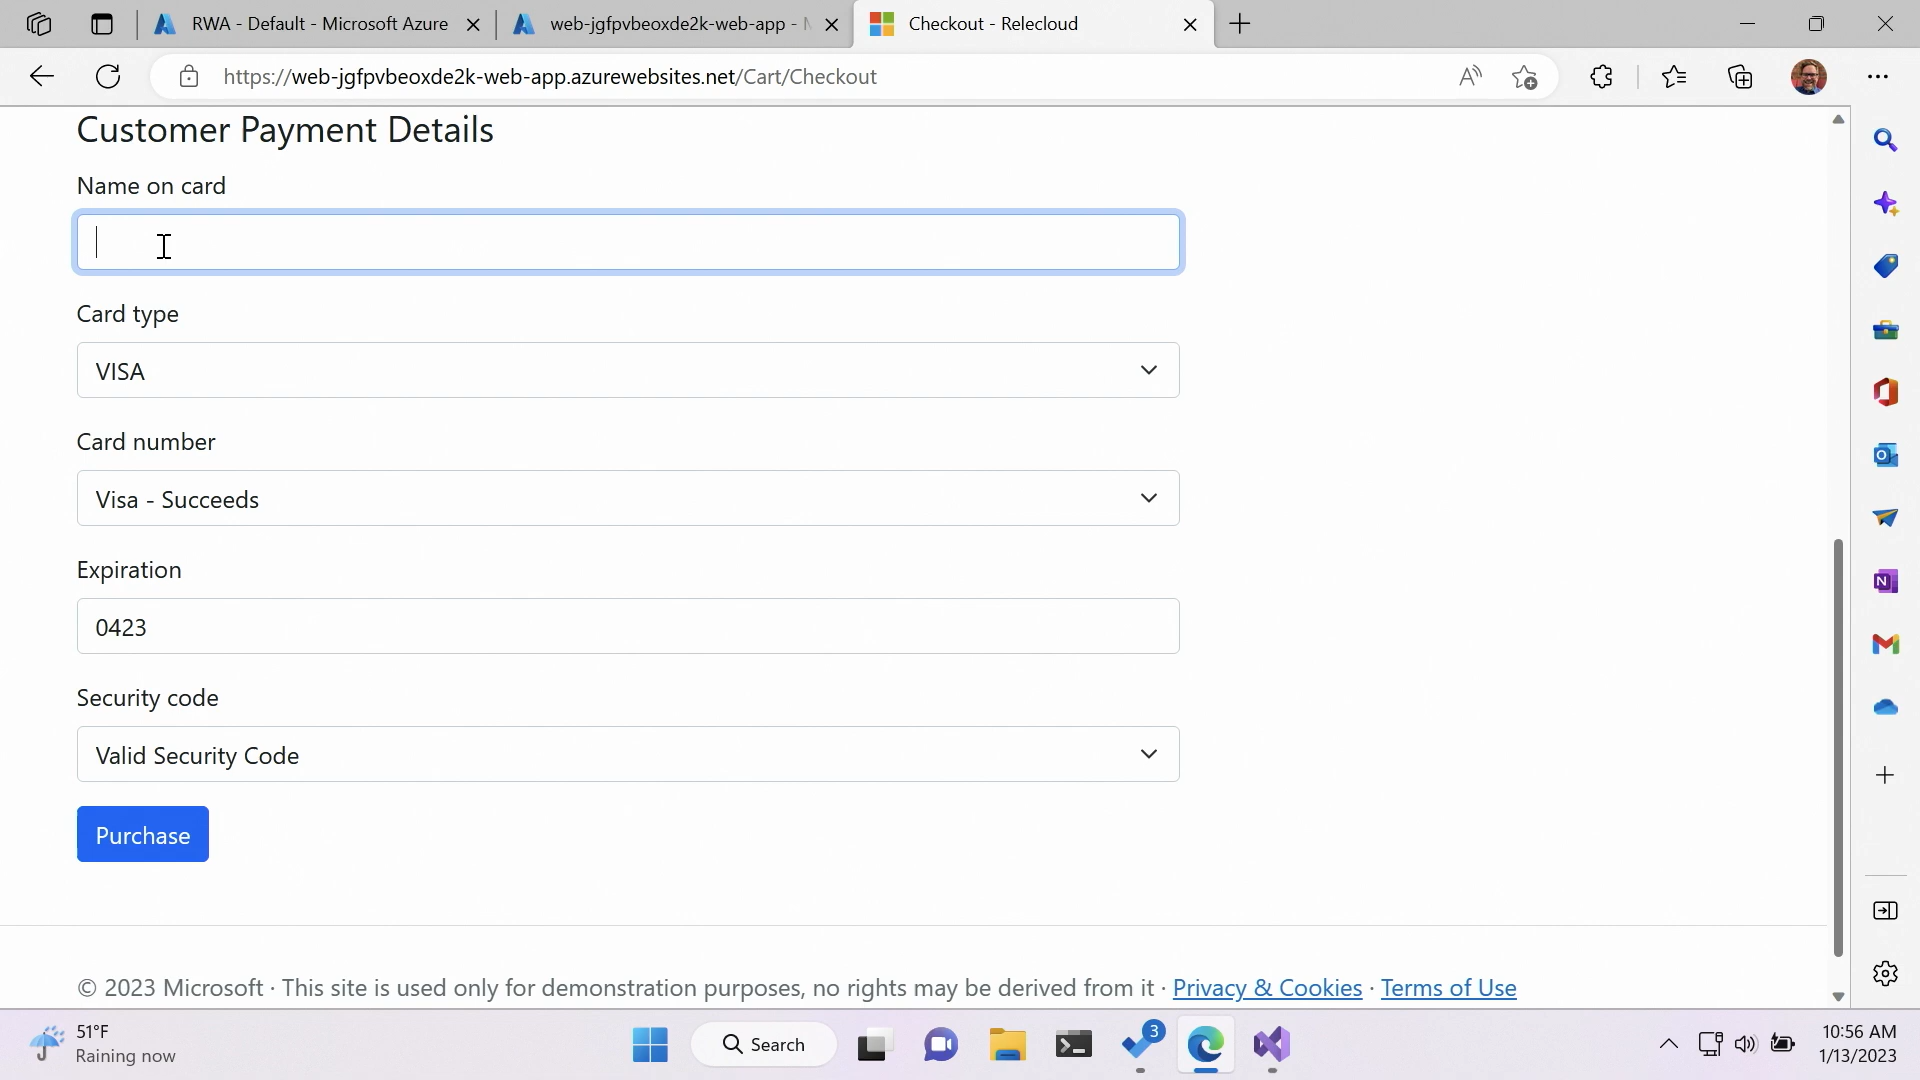 RWA - Default - Microsoft Azure
web-jgfpvbeoxde2k-web-app -
Checkout - Relecloud
https://web-jgfpvbeoxde2k-web-app.azurewebsites.net/Cart/Checkout
Customer Payment Details
Name on card
Card type
VISA
Card number
Visa - Succeeds
Expiration
0423
Security code
Valid Security Code
Purchase
© 2023 Microsoft · This site is used only for demonstration purposes, no rights may be derived from it · Privacy & Cookies · Terms of Use
51°F
Raining now
Search
3
10:56 AM
1/13/2023